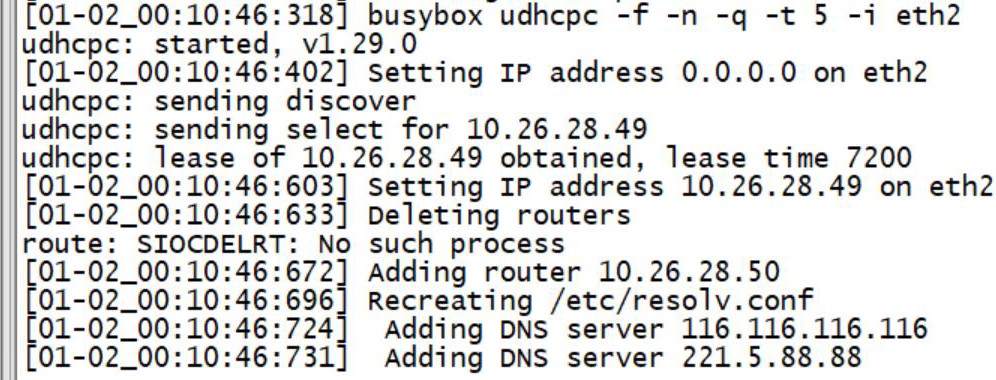 [01-02_00:10:46:318] busybox udhcpc -f -n -q -t 5 -i eth2
udhcpc: started, v1.29.0
[01-02_00:10:46:402] Setting IP address 0.0.0.0 on eth2
udhcpc: sending discover
udhcpc: sending select for 10.26.28.49
udhcpc: lease of 10.26.28.49 obtained, lease time 7200
[01-02_00:10:46:603] Setting IP address 10.26.28.49 on eth2
[01-02_00:10:46:633] Deleting routers
route: SIOCDELRT: No such process
[01-02_00:10:46:672] Adding router 10.26.28.50
[01-02_00:10:46:696] Recreating /etc/resolv.conf
[01-02_00:10:46:724]  Adding DNS server 116.116.116.116
[01-02_00:10:46:731]  Adding DNS server 221.5.88.88